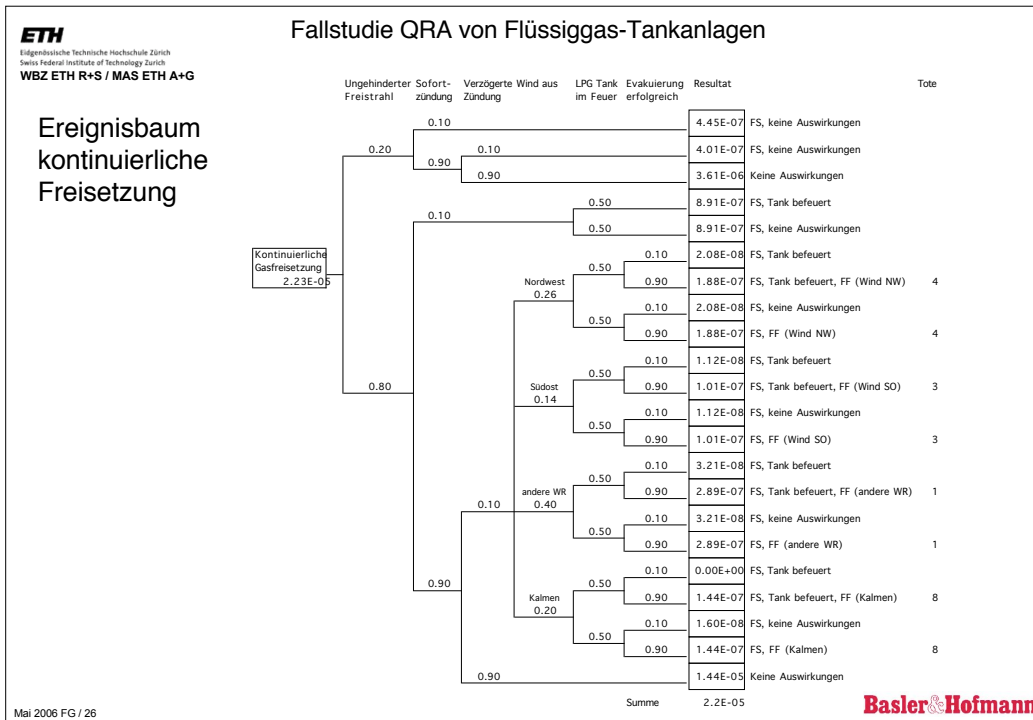 Fallstudie QRA von Flüssiggas-Tankanlagen
ETH
Eidgenössische Technische Hochschule Zürich
Swiss Federal Institute of Technology Zurich
WBZ ETH R+S / MAS ETH A+G
Ereignisbaum
kontinuierliche
Freisetzung
Ungehinderter Sofort- Verzögerte Wind aus LPG Tank Evakuierung Resultat Tote
Freistrahl zündung Zündung im Feuer erfolgreich
0.10 4.45E-07 FS, keine Auswirkungen
0.20 0.10 4.01E-07 FS, keine Auswirkungen
0.90
0.90 3.61E-06 Keine Auswirkungen
0.50 8.91E-07 FS, Tank befeuert
0.10
0.50 8.91E-07 FS, keine Auswirkungen
Kontinuierliche
Gasfreisetzung
2.23E-05
0.10 2.08E-08 FS, Tank befeuert
0.50
Nordwest 0.90 1.88E-07 FS, Tank befeuert, FF (Wind NW) 4
0.26
0.10 2.08E-08 FS, keine Auswirkungen
0.50
0.90 1.88E-07 FS, FF (Wind NW) 4
0.10 1.12E-08 FS, Tank befeuert
0.50
0.80 Südost 0.90 1.01E-07 FS, Tank befeuert, FF (Wind SO) 3
0.14
0.10 1.12E-08 FS, keine Auswirkungen
0.50
0.90 1.01E-07 FS, FF (Wind SO) 3
0.10 3.21E-08 FS, Tank befeuert
0.50
andere WR 0.90 2.89E-07 FS, Tank befeuert, FF (andere WR) 1
0.10 0.40
0.10 3.21E-08 FS, keine Auswirkungen
0.50
0.90 2.89E-07 FS, FF (andere WR) 1
0.10 0.00E+00 FS, Tank befeuert
0.90 0.50
Kalmen 0.90 1.44E-07 FS, Tank befeuert, FF (Kalmen) 8
0.20
0.10 1.60E-08 FS, keine Auswirkungen
0.50
0.90 1.44E-07 FS, FF (Kalmen) 8
0.90 1.44E-05 Keine Auswirkungen
Summe 2.2E-05
Mai 2006 FG / 26
Basler&Hofmann